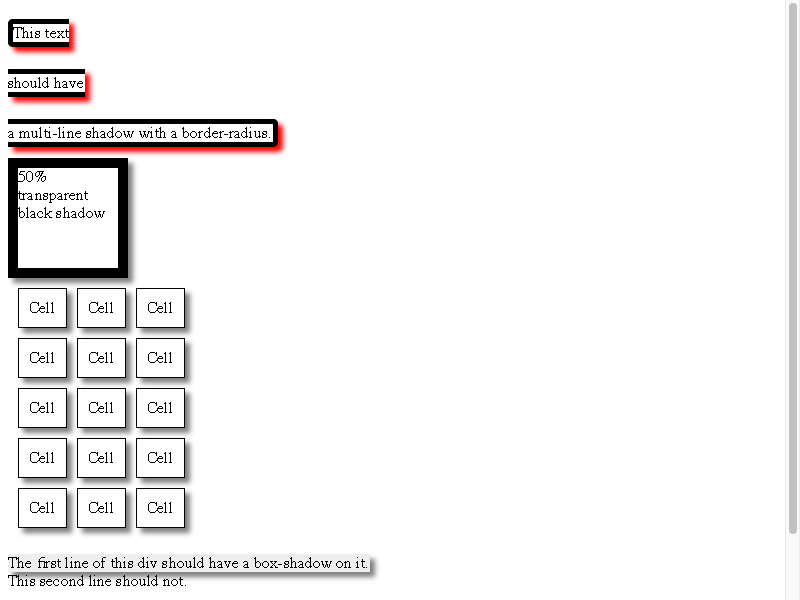 This text
should have
a multi-line shadow with a border-radius.
50%
transparent
black shadow
Cell Cell Cell
Cell Cell Cell
Cell Cell Cell
Cell Cell Cell
Cell Cell Cell
The first line of this div should have a box-shadow on it.
This second line should not.